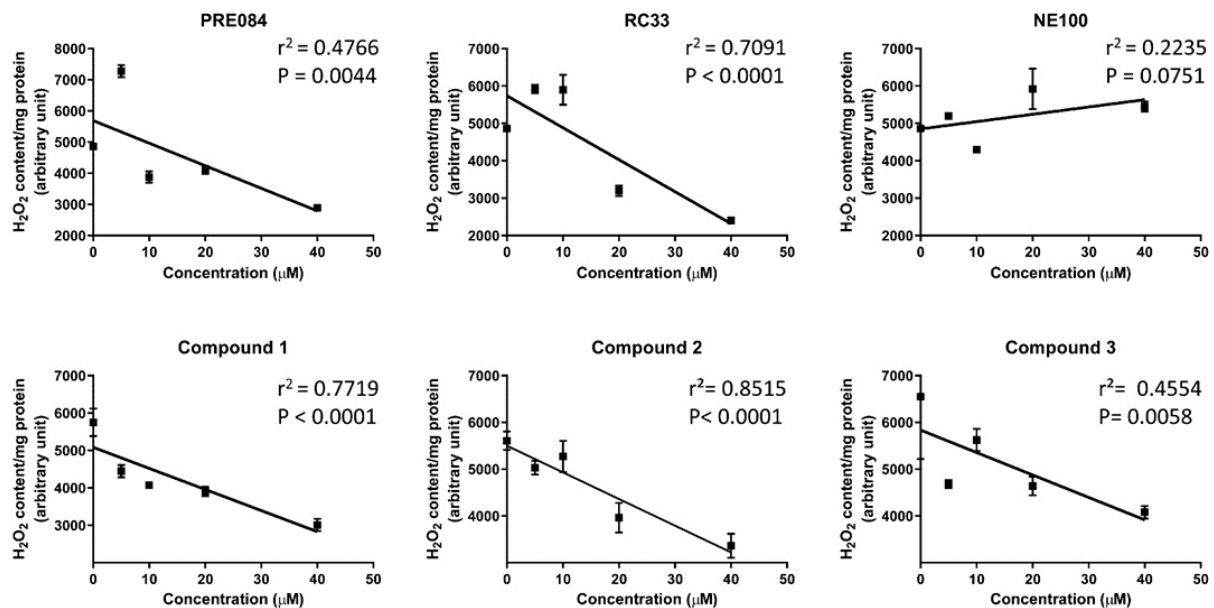 PRE084
r² = 0.4766
P = 0.0044
H₂O₂ content/mg protein
(arbitrary unit)
8000
7000
6000
5000
4000
3000
2000
0 10 20 30 40 50
Concentration (μM)
RC33
r² = 0.7091
P < 0.0001
H₂O₂ content/mg protein
(arbitrary unit)
7000
6000
5000
4000
3000
2000
0 10 20 30 40 50
Concentration (μM)
NE100
r² = 0.2235
P = 0.0751
H₂O₂ content/mg protein
(arbitrary unit)
7000
6000
5000
4000
3000
2000
0 10 20 30 40 50
Concentration (μM)
Compound 1
r² = 0.7719
P < 0.0001
H₂O₂ content/mg protein
(arbitrary unit)
7000
6000
5000
4000
3000
0 10 20 30 40 50
Concentration (μM)
Compound 2
r²= 0.8515
P< 0.0001
H₂O₂ content/mg protein
(arbitrary unit)
7000
6000
5000
4000
0 10 20 30 40 50
Concentration (μM)
Compound 3
r²= 0.4554
P= 0.0058
H₂O₂ content/mg protein
(arbitrary unit)
7000
6000
5000
4000
0 10 20 30 40 50
Concentration (μM)